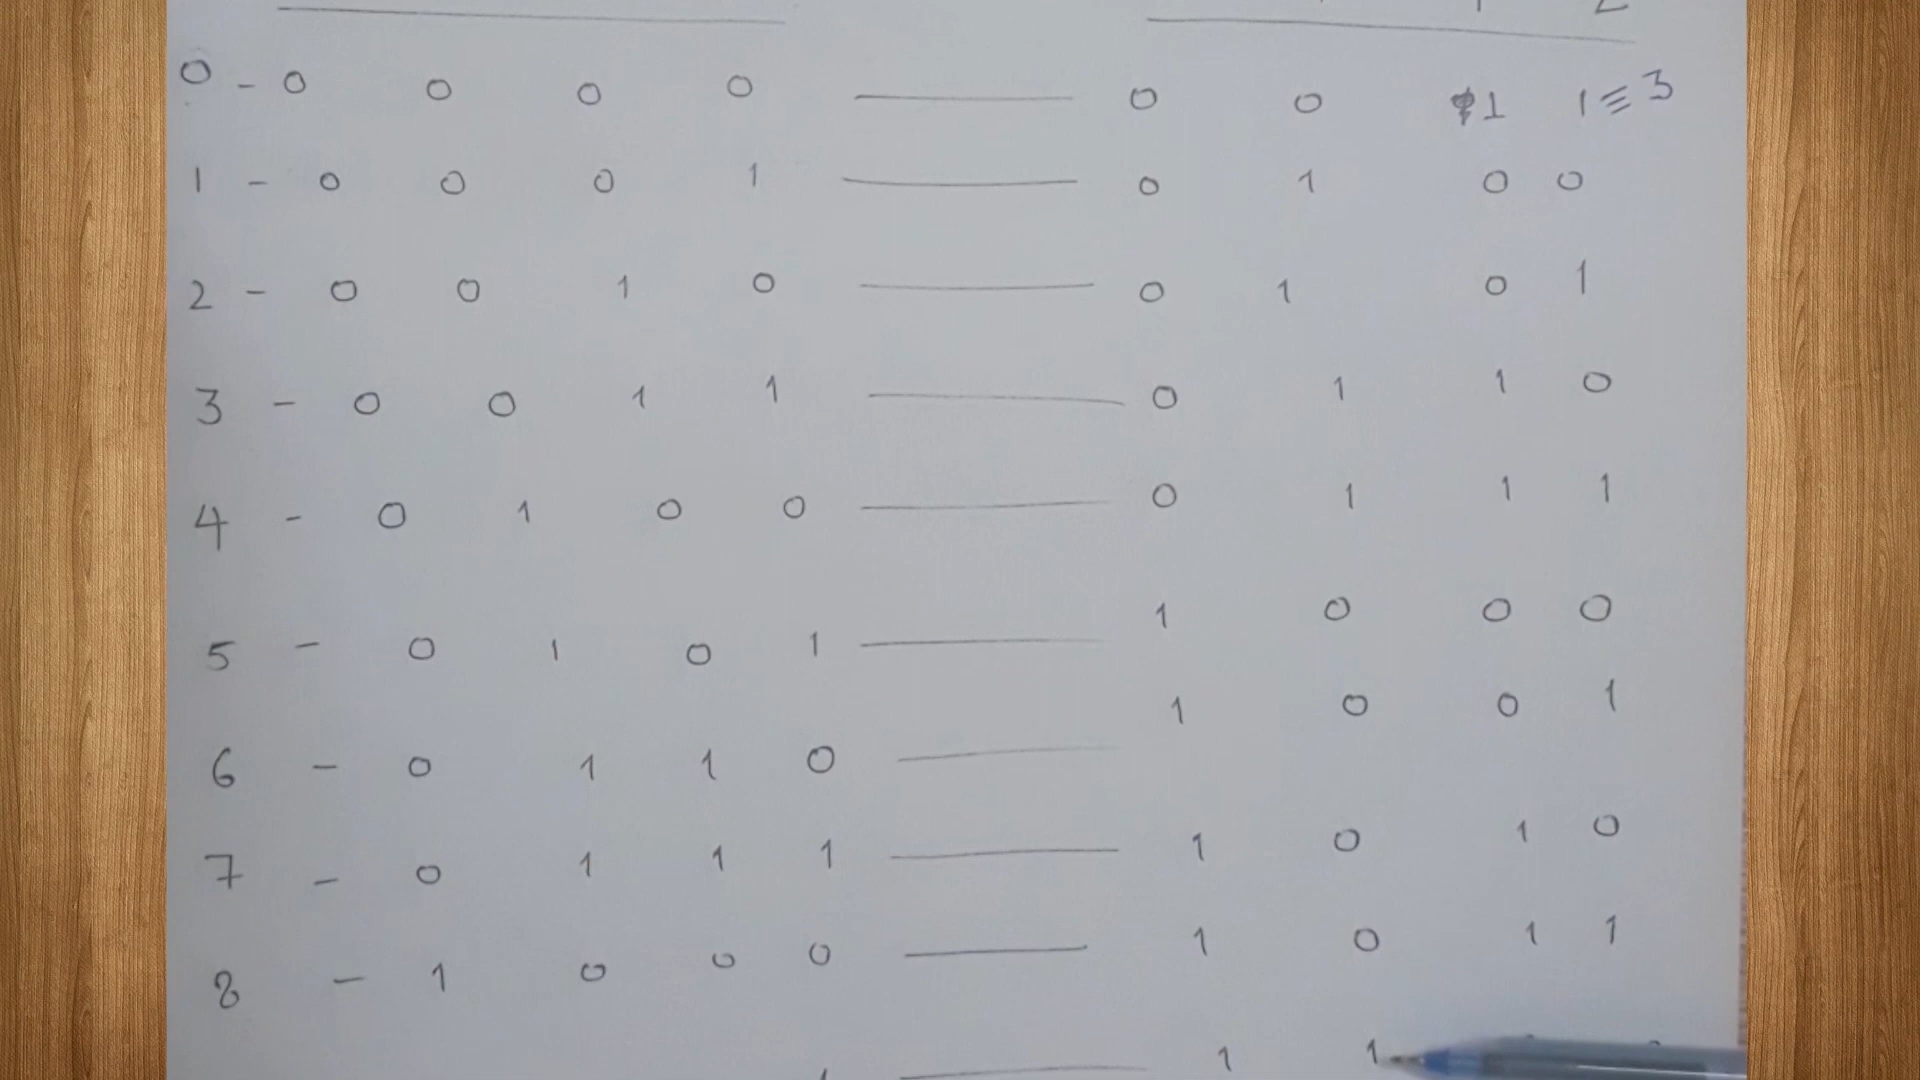 0 - 0 0 0 0 —— 0 0 1 1 ≡ 3
1 - 0 0 0 1 —— 0 1 0 0
2 - 0 0 1 0 —— 0 1 0 1
3 - 0 0 1 1 —— 0 1 1 0
4 - 0 1 0 0 —— 0 1 1 1
5 - 0 1 0 1 —— 1 0 0 0
6 - 0 1 1 0 —— 1 0 0 1
7 - 0 1 1 1 —— 1 0 1 0
8 - 1 0 0 0 —— 1 0 1 1
—— 1 1